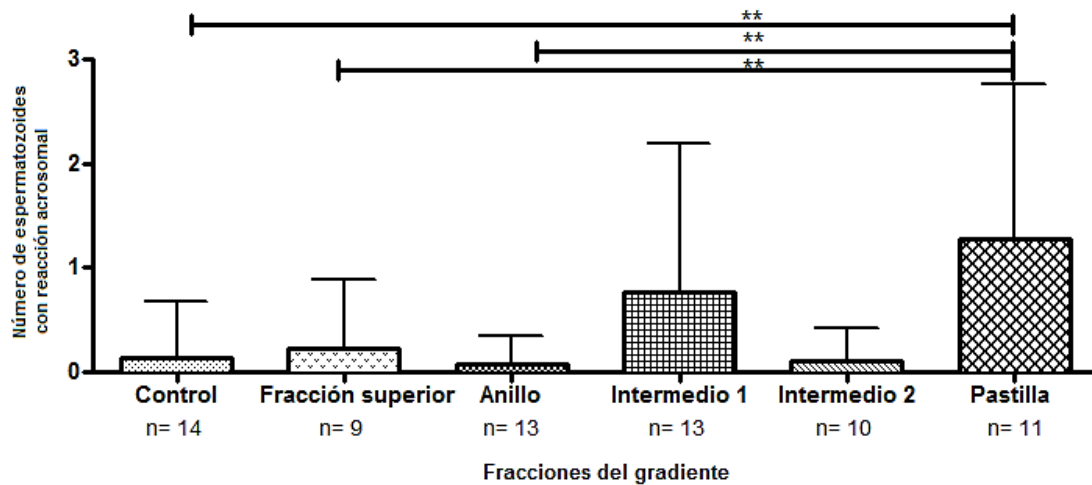 **
**
**
Número de espermatozoides
con reacción acrosomal
3
2
1
0
Control Fracción superior Anillo Intermedio 1 Intermedio 2 Pastilla
n= 14 n= 9 n= 13 n= 13 n= 10 n= 11
Fracciones del gradiente